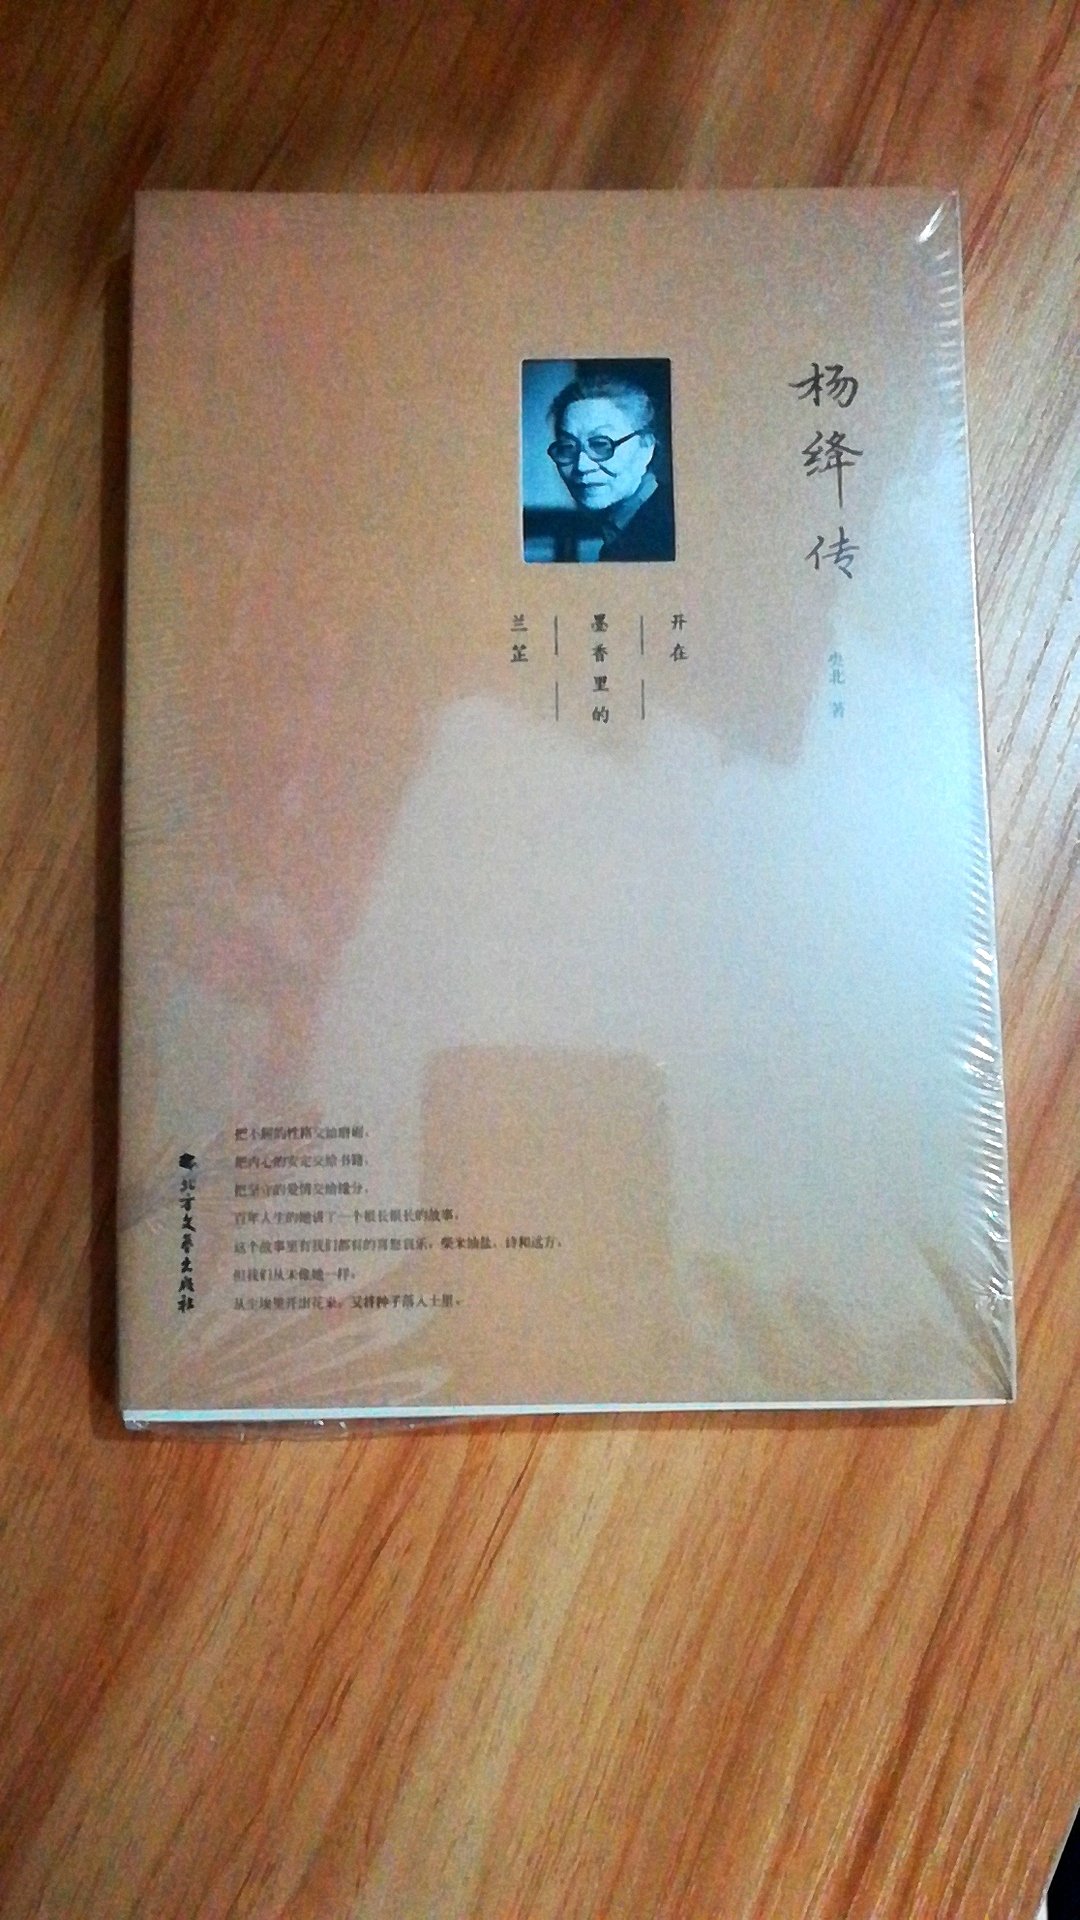 杨绛传
央北 著
开在
墨香里的
兰芷
把不屈的性格交给磨砺，
把内心的安定交给书籍，
把坚守的爱情交给缘分，
百年人生的她讲了一个很长很长的故事。
这个故事里有我们都有的喜怒哀乐，柴米油盐，诗和远方，
但我们从未像她一样，
从尘埃里开出花来，又将种子落入土里。
北方文艺出版社